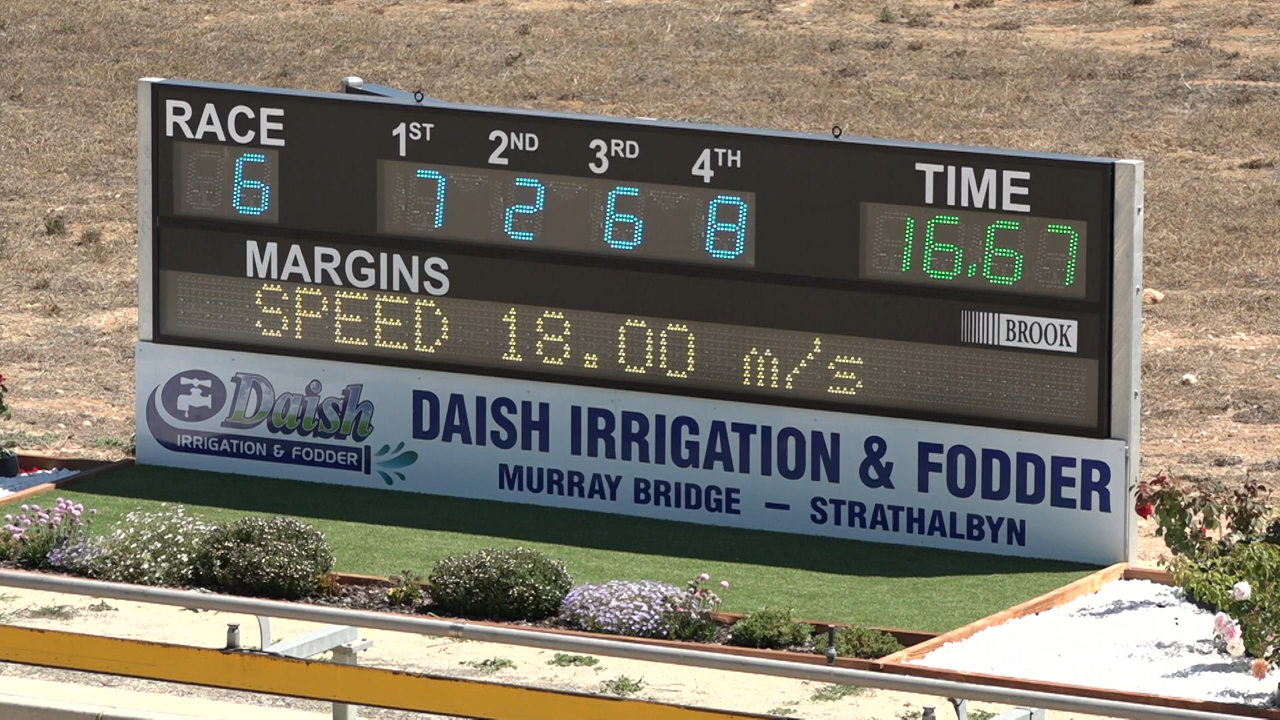 RACE 1ST 2ND 3RD 4TH TIME
6 7 2 6 8 16.67
MARGINS
SPEED 18.00 m/s
BROOK
Daish
IRRIGATION & FODDER
DAISH IRRIGATION & FODDER
MURRAY BRIDGE – STRATHALBYN